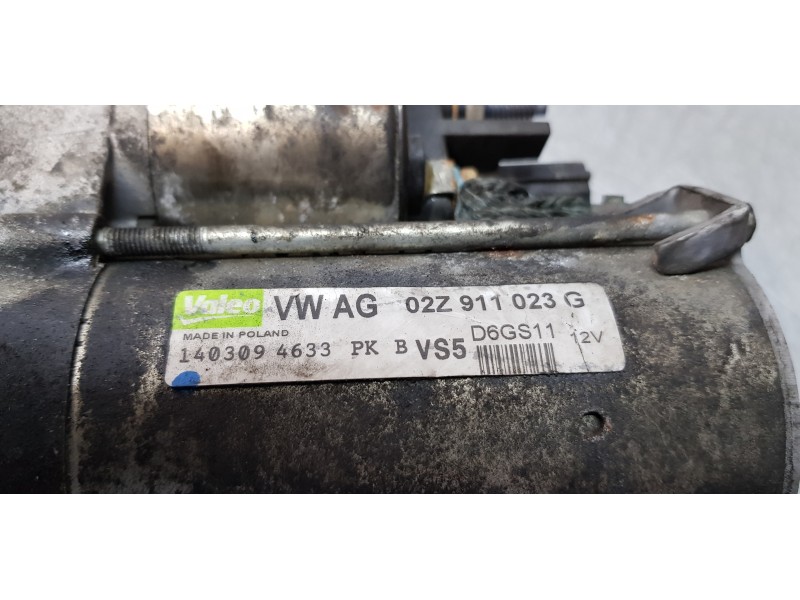 Valeo VW AG 02Z 911 023 G
MADE IN POLAND D6GS11 12V
140309 4633 PK B VS5